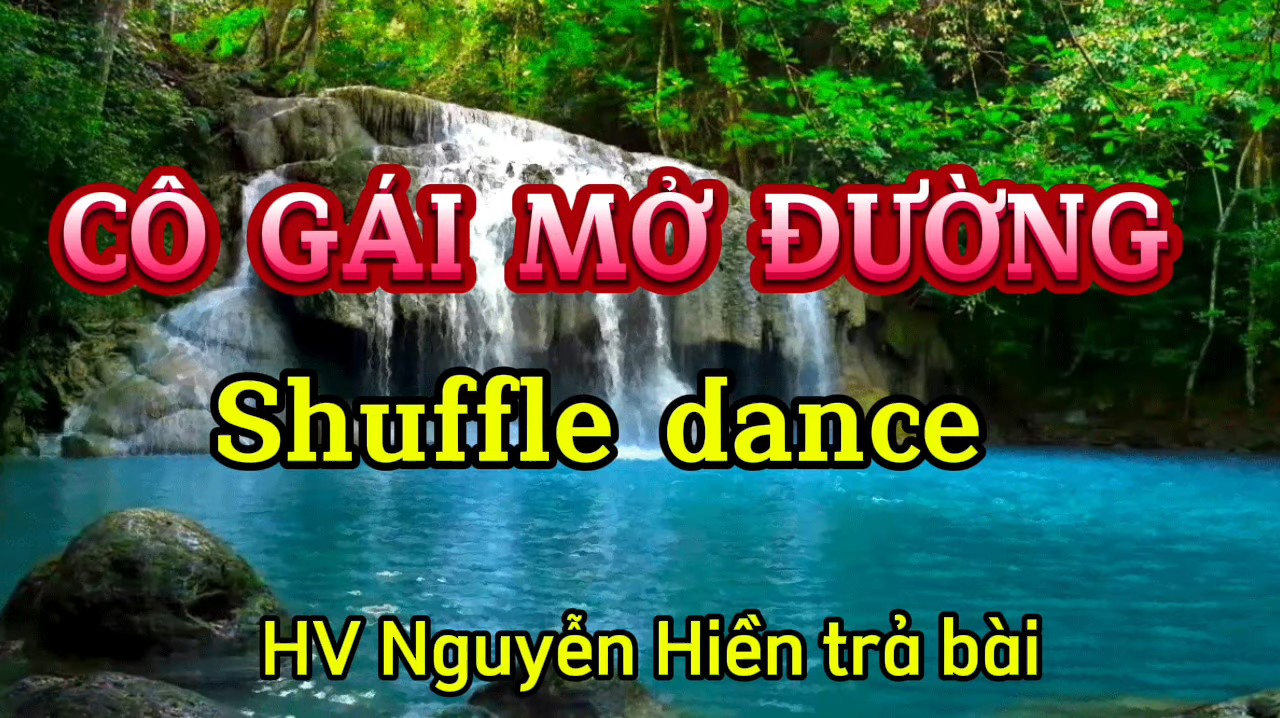 CÔ GÁI MỞ ĐƯỜNG
Shuffle dance
HV Nguyễn Hiền trả bài